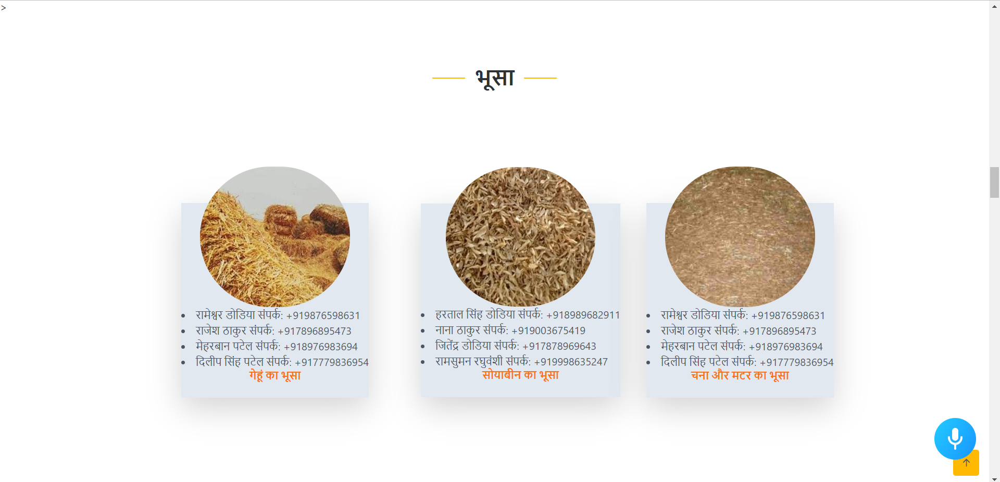 >
भूसा
रामेश्वर डोडिया संपर्क: +919876598631
राजेश ठाकुर संपर्क: +917896895473
मेहरबान पटेल संपर्क: +918976983694
दिलीप सिंह पटेल संपर्क: +917779836954
गेहूं का भूसा
हरताल सिंह डोडिया संपर्क: +918989682911
नाना ठाकुर संपर्क: +919003675419
जितेंद्र डोडिया संपर्क: +917878969643
रामसुमन रघुवंशी संपर्क: +919998635247
सोयाबीन का भूसा
रामेश्वर डोडिया संपर्क: +919876598631
राजेश ठाकुर संपर्क: +917896895473
मेहरबान पटेल संपर्क: +918976983694
दिलीप सिंह पटेल संपर्क: +917779836954
चना और मटर का भूसा